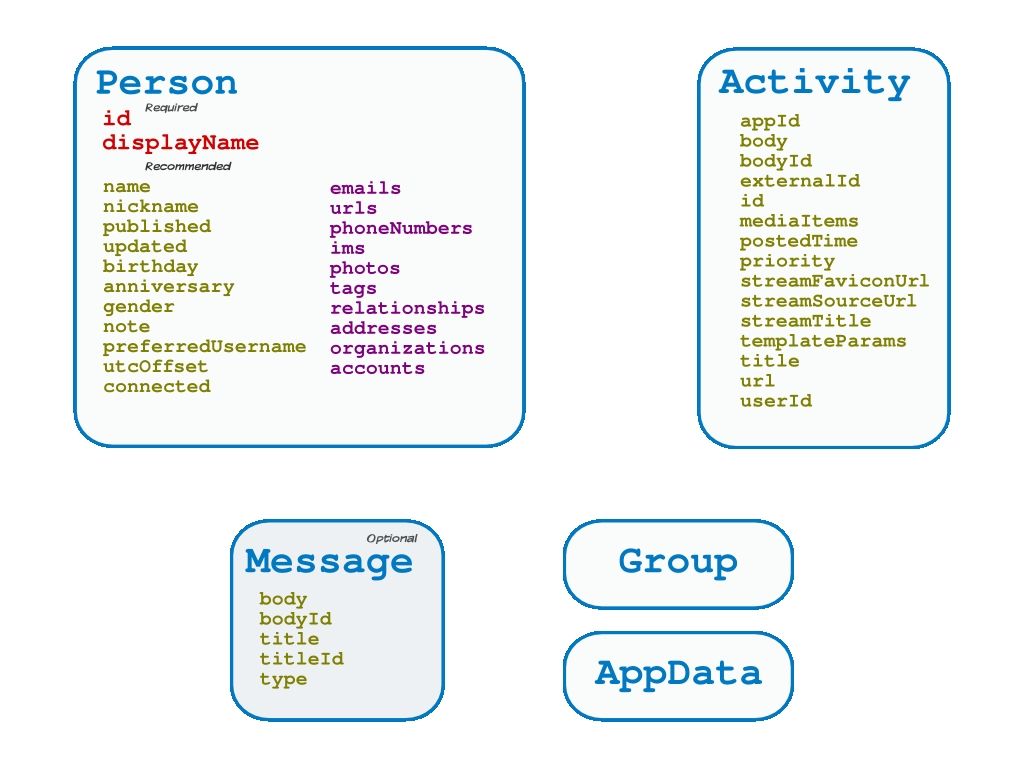 Person
Required
id
displayName
Recommended
name
nickname
published
updated
birthday
anniversary
gender
note
preferredUsername
utcOffset
connected
emails
urls
phoneNumbers
ims
photos
tags
relationships
addresses
organizations
accounts
Activity
appId
body
bodyId
externalId
id
mediaItems
postedTime
priority
streamFaviconUrl
streamSourceUrl
streamTitle
templateParams
title
url
userId
Optional
Message
body
bodyId
title
titleId
type
Group
AppData